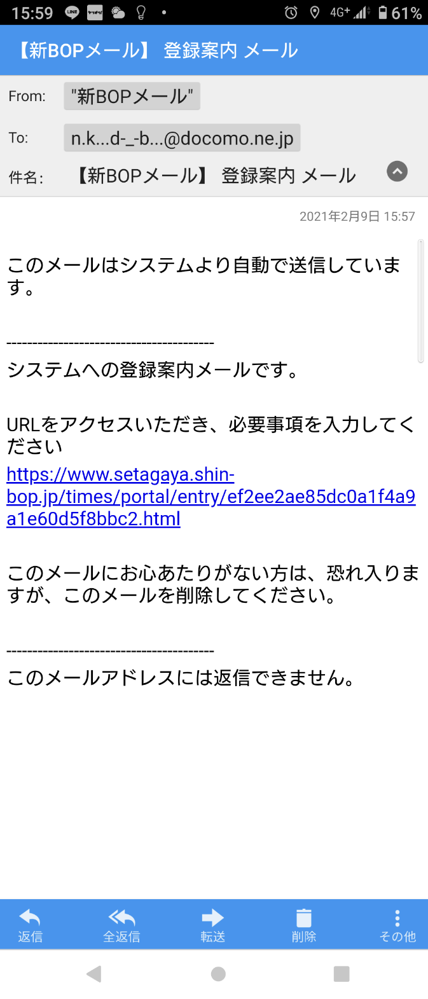 15:59 LINE ヤフオク! 4G+ 61%
【新BOPメール】 登録案内 メール
From: "新BOPメール"
To: n.k...d-_-b...@docomo.ne.jp
件名: 【新BOPメール】 登録案内 メール
2021年2月9日 15:57
このメールはシステムより自動で送信していま
す。
----------------------------------------
システムへの登録案内メールです。
URLをアクセスいただき、必要事項を入力してく
ださい
https://www.setagaya.shin-
bop.jp/times/portal/entry/ef2ee2ae85dc0a1f4a9
a1e60d5f8bbc2.html
このメールにお心あたりがない方は、恐れ入りま
すが、このメールを削除してください。
----------------------------------------
このメールアドレスには返信できません。
返信 全返信 転送 削除 その他